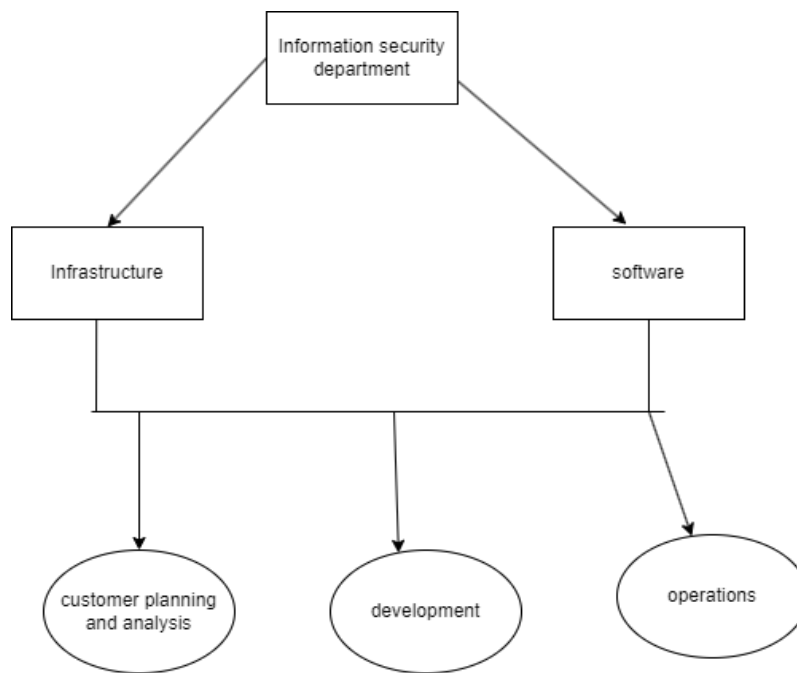 Information security
department
Infrastructure
software
customer planning
and analysis
development
operations